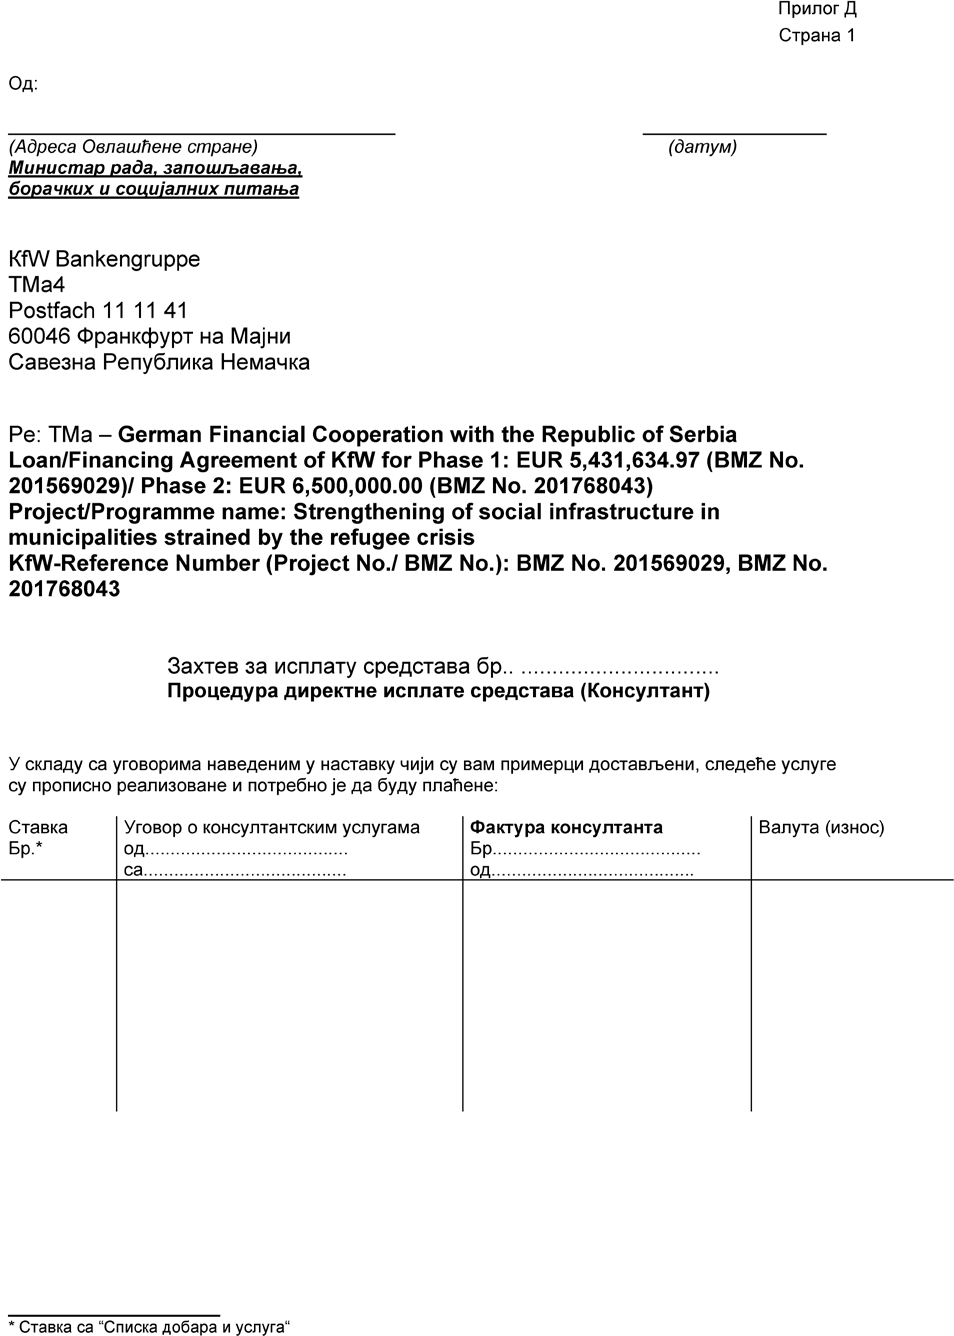 Прилог Д
Страна 1
Од:
(Адреса Овлашћене стране)
(датум)
Министар рада, запошљавања,
борачких и социјалних питања
KfW Bankengruppe
TMa4
Postfach 11 11 41
60046 Франкфурт на Мајни
Савезна Република Немачка
Ре: ТМа – German Financial Cooperation with the Republic of Serbia
Loan/Financing Agreement of KfW for Phase 1: EUR 5,431,634.97 (BMZ No.
201569029)/ Phase 2: EUR 6,500,000.00 (BMZ No. 201768043)
Project/Programme name: Strengthening of social infrastructure in
municipalities strained by the refugee crisis
KfW-Reference Number (Project No./ BMZ No.): BMZ No. 201569029, BMZ No.
201768043
Захтев за исплату средстава бр.. ................................
Процедура директне исплате средстава (Консултант)
У складу са уговорима наведеним у наставку чији су вам примерци достављени, следеће услуге
су прописно реализоване и потребно је да буду плаћене:
Ставка
Бр.*
Уговор о консултантским услугама
од........................................
са........................................
Фактура консултанта
Бр.........................................
од........................................
Валута (износ)
* Ставка са “Списка добара и услуга“